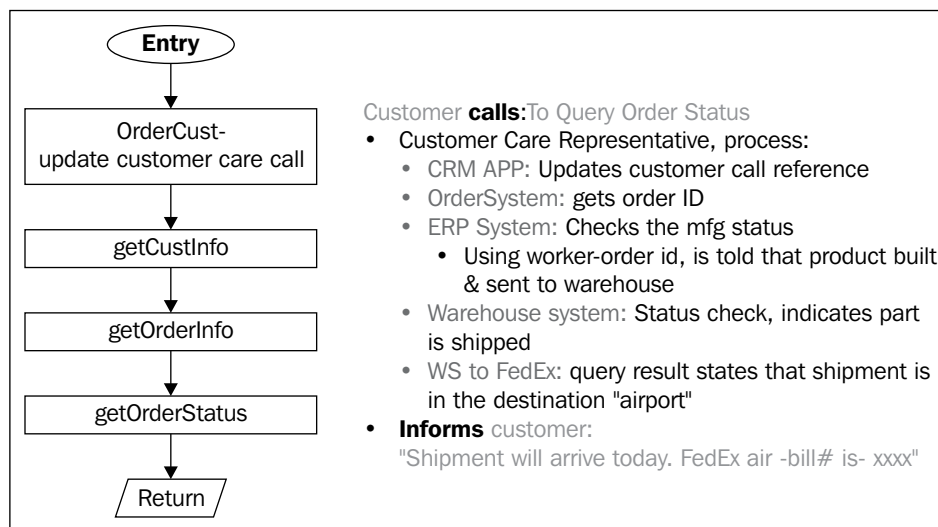 Entry
OrderCust-
update customer care call
getCustInfo
getOrderInfo
getOrderStatus
Return
Customer calls:To Query Order Status
• Customer Care Representative, process:
• CRM APP: Updates customer call reference
• OrderSystem: gets order ID
• ERP System: Checks the mfg status
• Using worker-order id, is told that product built
& sent to warehouse
• Warehouse system: Status check, indicates part
is shipped
• WS to FedEx: query result states that shipment is
in the destination "airport"
• Informs customer:
"Shipment will arrive today. FedEx air -bill# is- xxxx"